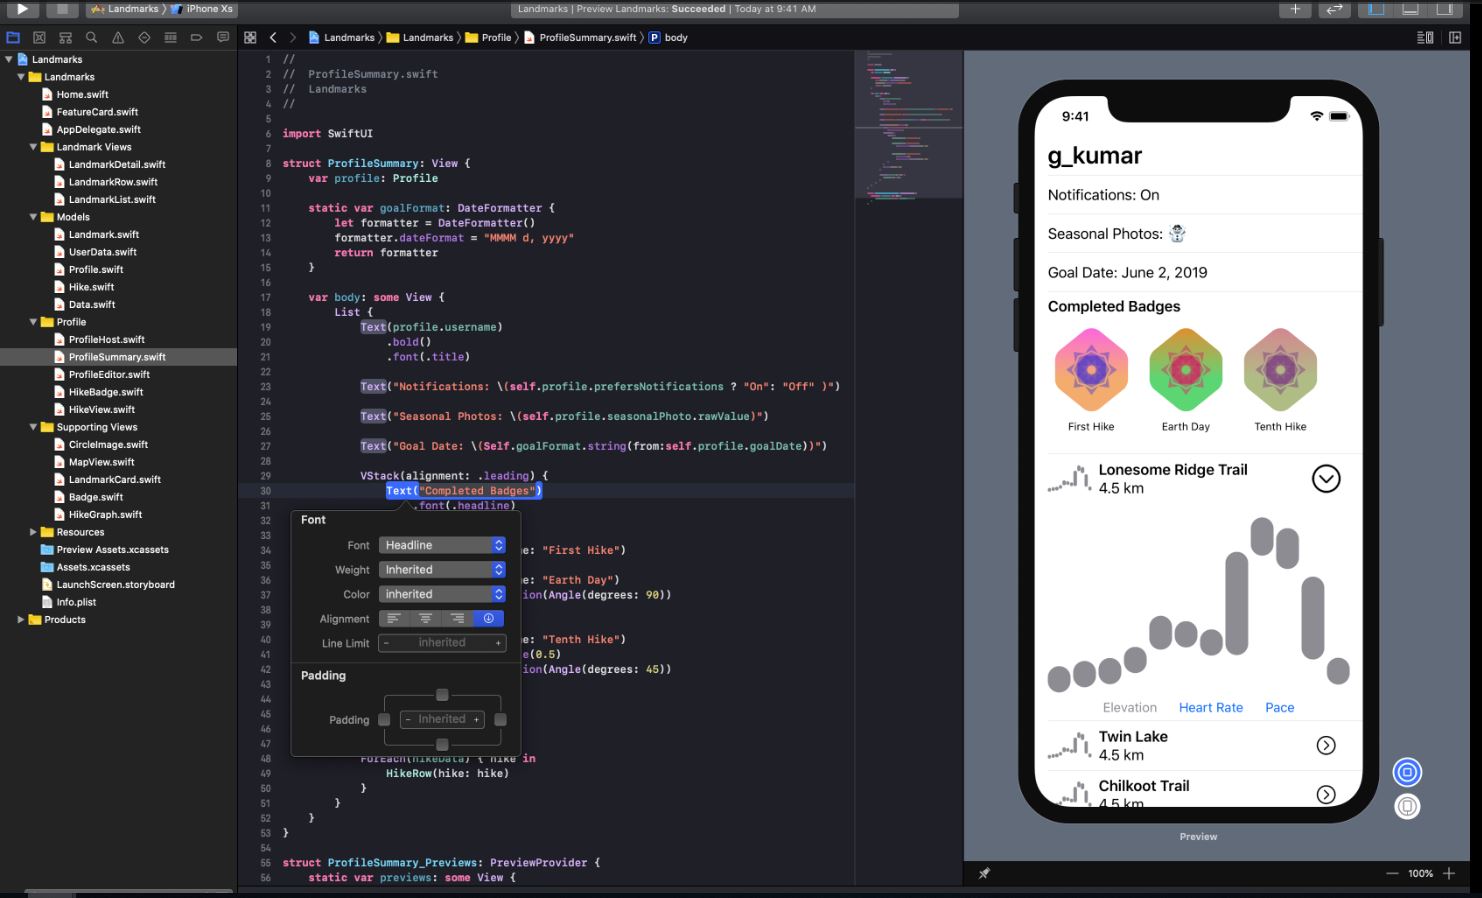 Landmarks iPhone Xs
Landmarks | Preview Landmarks: Succeeded | Today at 9:41 AM
Landmarks Landmarks Profile ProfileSummary.swift P body
Landmarks
Landmarks
Home.swift
FeatureCard.swift
AppDelegate.swift
Landmark Views
LandmarkDetail.swift
LandmarkRow.swift
LandmarkList.swift
Models
Landmark.swift
UserData.swift
Profile.swift
Hike.swift
Data.swift
Profile
ProfileHost.swift
ProfileSummary.swift
ProfileEditor.swift
HikeBadge.swift
HikeView.swift
Supporting Views
CircleImage.swift
MapView.swift
LandmarkCard.swift
Badge.swift
HikeGraph.swift
Resources
Preview Assets.xcassets
Assets.xcassets
LaunchScreen.storyboard
Info.plist
Products
1 //
2 // ProfileSummary.swift
3 // Landmarks
4 //
5
6 import SwiftUI
7
8 struct ProfileSummary: View {
9 var profile: Profile
10
11 static var goalFormat: DateFormatter {
12 let formatter = DateFormatter()
13 formatter.dateFormat = "MMMM d, yyyy"
14 return formatter
15 }
16
17 var body: some View {
18 List {
19 Text(profile.username)
20 .bold()
21 .font(.title)
22
23 Text("Notifications: \(self.profile.prefersNotifications ? "On": "Off" )")
24
25 Text("Seasonal Photos: \(self.profile.seasonalPhoto.rawValue)")
26
27 Text("Goal Date: \(Self.goalFormat.string(from:self.profile.goalDate))")
28
29 VStack(alignment: .leading) {
30 Text("Completed Badges")
31 .font(.headline)
32
33
34 e: "First Hike")
35
36 e: "Earth Day")
37 ion(Angle(degrees: 90))
38
39
40 e: "Tenth Hike")
41 e(0.5)
42 ion(Angle(degrees: 45))
43
44
45
46
47
48 ForEach(hikeData) { hike in
49 HikeRow(hike: hike)
50 }
51 }
52 }
53 }
54
55 struct ProfileSummary_Previews: PreviewProvider {
56 static var previews: some View {
Font
Font Headline
Weight Inherited
Color inherited
Alignment
Line Limit - inherited +
Padding
Padding - Inherited +
9:41
g_kumar
Notifications: On
Seasonal Photos: ☃️
Goal Date: June 2, 2019
Completed Badges
First Hike Earth Day Tenth Hike
Lonesome Ridge Trail
4.5 km
Elevation Heart Rate Pace
Twin Lake
4.5 km
Chilkoot Trail
4.5 km
Preview
100%